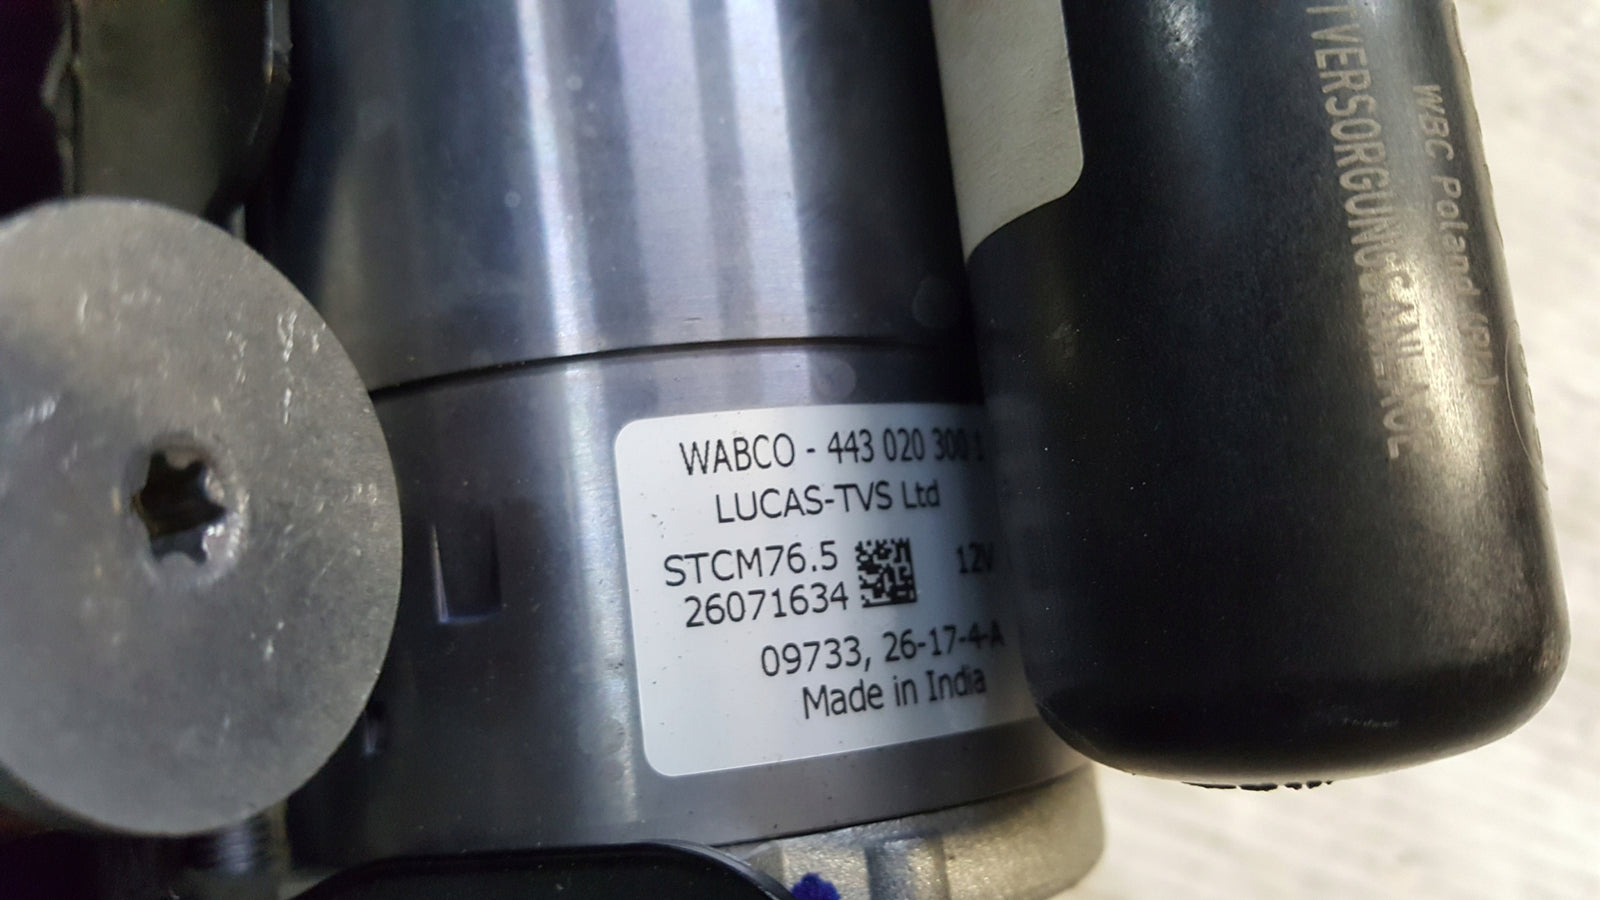 WABCO - 443 020 300 1
LUCAS-TVS Ltd
STCM76.5
12V
26071634
09733, 26-17-4-A
Made in India
WBC Poland